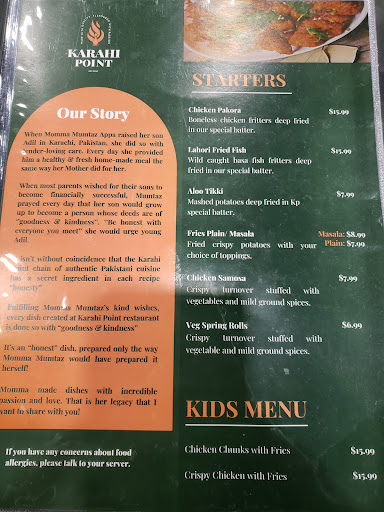 KARAHI
POINT
Our Story
When Momma Mumtaz Appa raised her son
Adil in Karachi, Pakistan, she did so with
tender-loving care. Every day she provided
him a healthy & fresh home-made meal the
same way her Mother did for her.
When most parents wished for their sons to
become financially successful, Mumtaz
prayed every day that her son would grow
up to become a person whose deeds are of
"goodness & kindness". "Be honest with
everyone you meet" she would urge young
Adil.
isn't without coincidence that the Karahi
Point chain of authentic Pakistani cuisine
has a secret ingredient in each recipe
"honesty"
Fulfilling Momma Mumtaz's kind wishes,
every dish created at Karahi Point restaurant
is done so with "goodness & kindness"
It's an "honest" dish, prepared only the way
Momma Mumtaz would have prepared it
herself!
Momma made dishes with incredible
passion and love. That is her legacy that I
want to share with you!
If you have any concerns about food
allergies, please talk to your server.
STARTERS
Chicken Pakora $15.99
Boneless chicken fritters deep fried
in our special batter.
Lahori Fried Fish $15.99
Wild caught basa fish fritters deep
fried in our special batter.
Aloo Tikki $7.99
Mashed potatoes deep fried in Kp
special batter.
Fries Plain/ Masala Masala: $8.99
Fried crispy potatoes with your Plain: $7.99
choice of toppings.
Chicken Samosa $7.99
Crispy turnover stuffed with
vegetables and mild ground spices.
Veg Spring Rolls $6.99
Crispy turnover stuffed with
vegetable and mild ground spices.
KIDS MENU
Chicken Chunks with Fries $15.99
Crispy Chicken with Fries $15.99